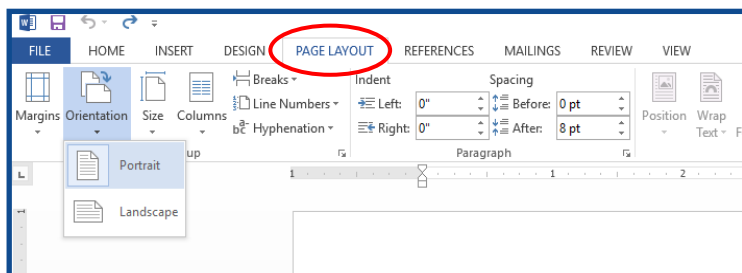 FILE HOME INSERT DESIGN PAGE LAYOUT REFERENCES MAILINGS REVIEW VIEW
Breaks Indent Spacing
Line Numbers Left: 0" Before: 0 pt
Margins Orientation Size Columns Position Wrap
Hyphenation Right: 0" After: 8 pt Text
up Paragraph
Portrait
1 1 2
Landscape